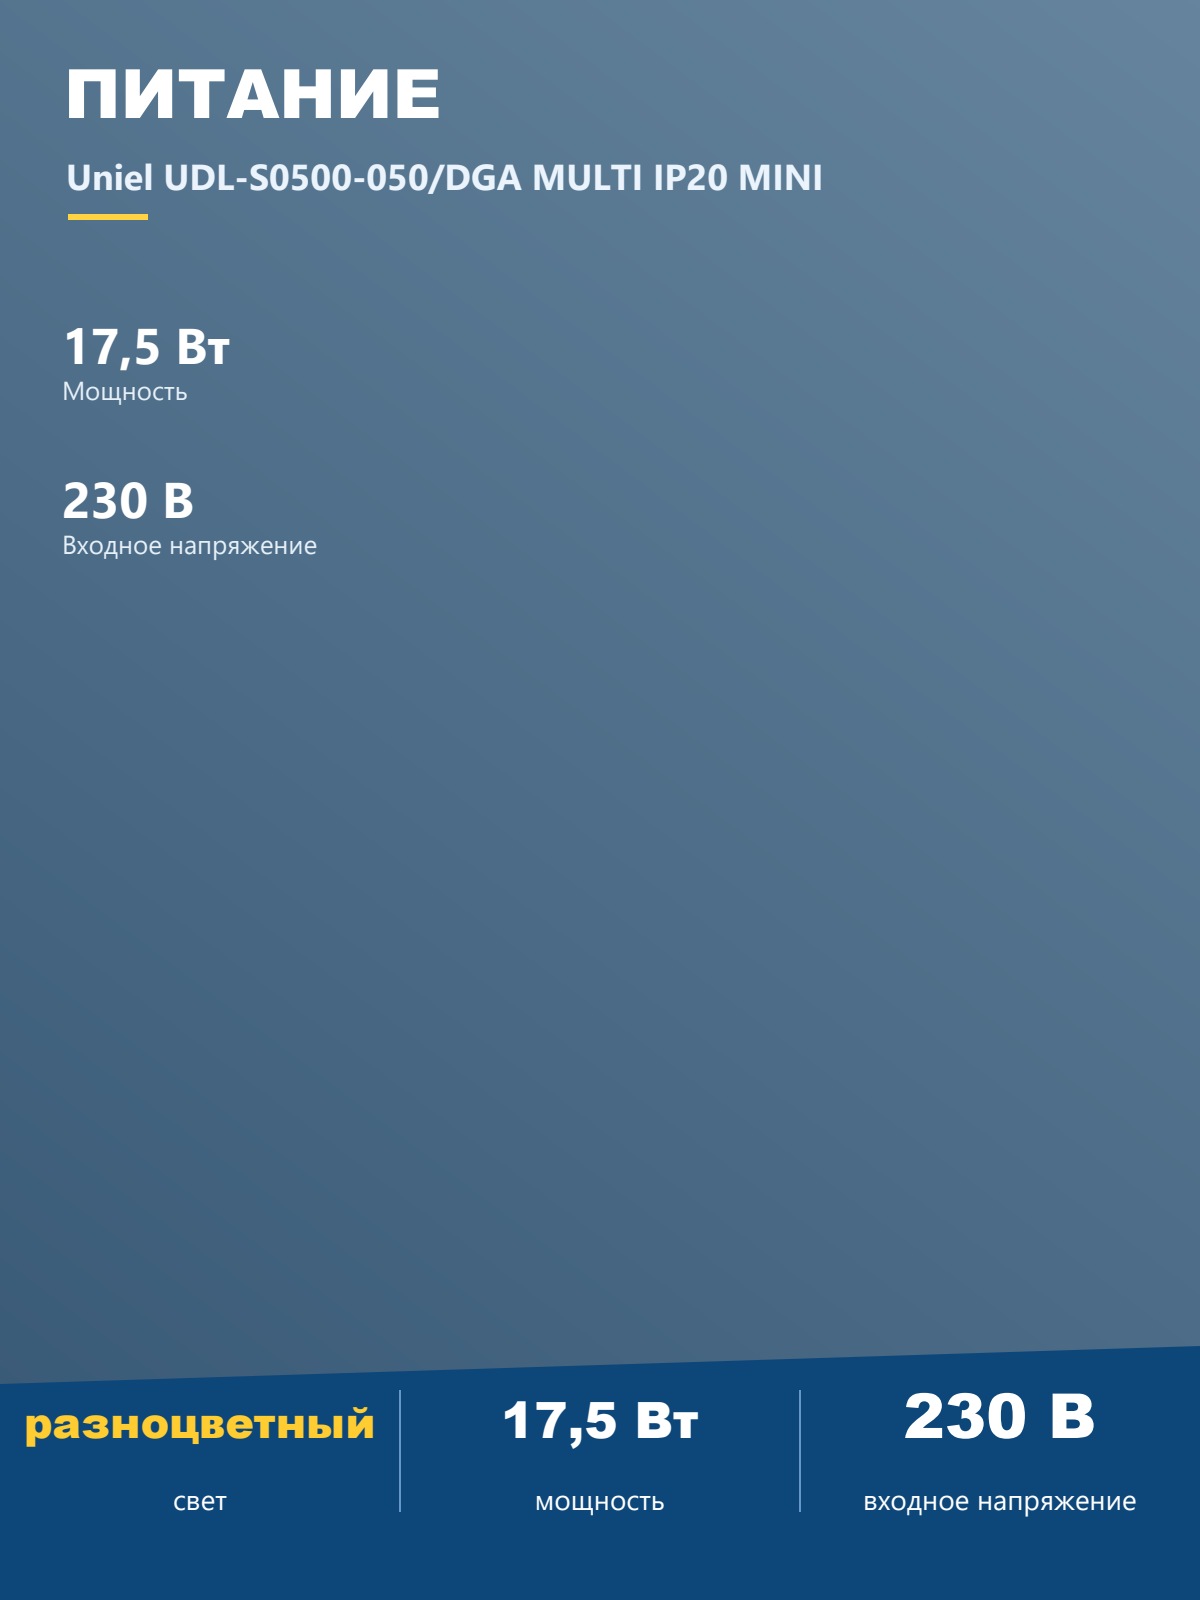 ПИТАНИЕ
Uniel UDL-S0500-050/DGA MULTI IP20 MINI
17,5 Вт
Мощность
230 В
Входное напряжение
разноцветный
свет
17,5 Вт
мощность
230 В
входное напряжение